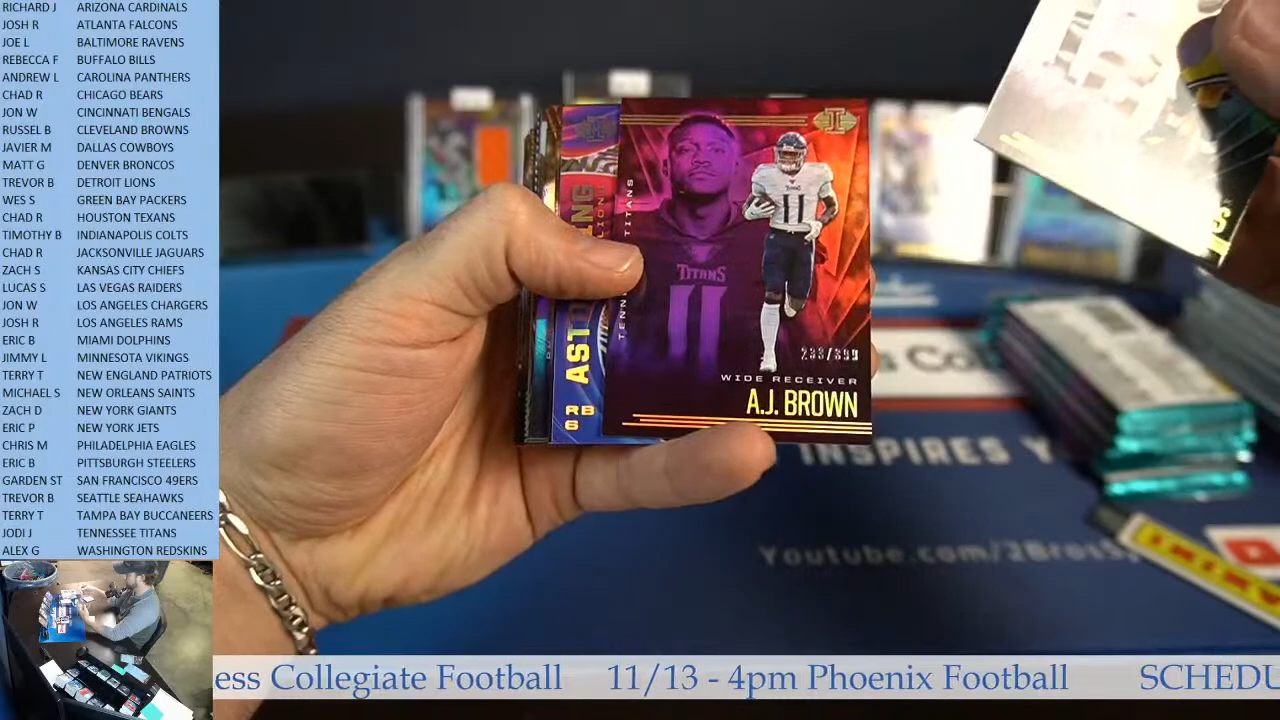 RICHARD J ARIZONA CARDINALS
JOSH R ATLANTA FALCONS
JOE L BALTIMORE RAVENS
REBECCA F BUFFALO BILLS
ANDREW L CAROLINA PANTHERS
CHAD R CHICAGO BEARS
JON W CINCINNATI BENGALS
RUSSEL B CLEVELAND BROWNS
JAVIER M DALLAS COWBOYS
MATT G DENVER BRONCOS
TREVOR B DETROIT LIONS
WES S GREEN BAY PACKERS
CHAD R HOUSTON TEXANS
TIMOTHY B INDIANAPOLIS COLTS
CHAD R JACKSONVILLE JAGUARS
ZACH S KANSAS CITY CHIEFS
LUCAS S LAS VEGAS RAIDERS
JON W LOS ANGELES CHARGERS
JOSH R LOS ANGELES RAMS
ERIC B MIAMI DOLPHINS
JIMMY L MINNESOTA VIKINGS
TERRY T NEW ENGLAND PATRIOTS
MICHAEL S NEW ORLEANS SAINTS
ZACH D NEW YORK GIANTS
ERIC P NEW YORK JETS
CHRIS M PHILADELPHIA EAGLES
ERIC B PITTSBURGH STEELERS
GARDEN ST SAN FRANCISCO 49ERS
TREVOR B SEATTLE SEAHAWKS
TERRY T TAMPA BAY BUCCANEERS
JODI J TENNESSEE TITANS
ALEX G WASHINGTON REDSKINS
TITANS
TITANS
11
TITANS
11
WIDE RECEIVER
A.J. BROWN
RB
6
INSPIRES Y
Youtube.com/2Bros
ess Collegiate Football 11/13 - 4pm Phoenix Football SCHEDU